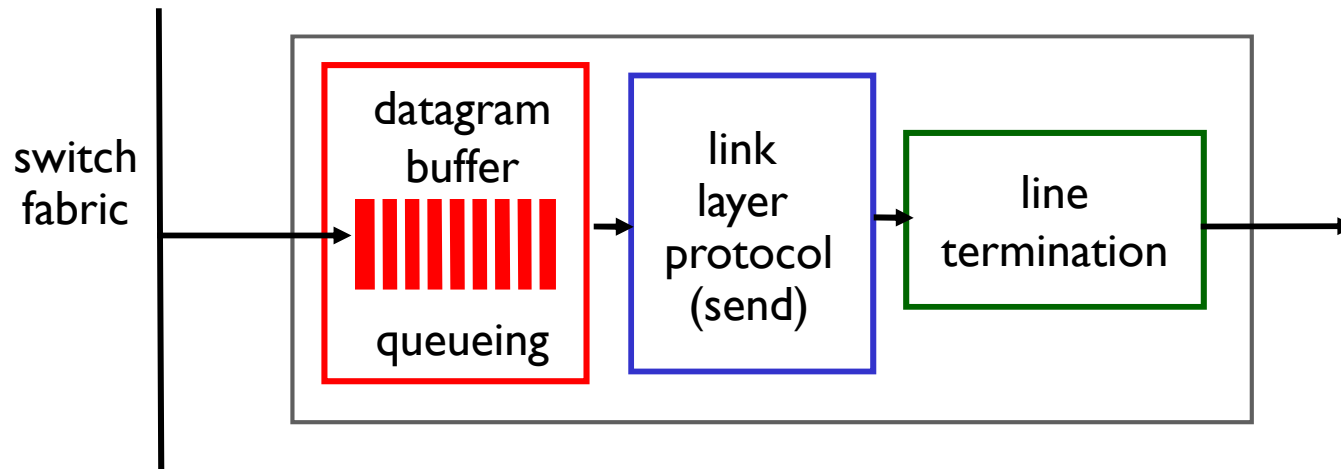 switch
fabric
datagram
buffer
queueing
link
layer
protocol
(send)
line
termination